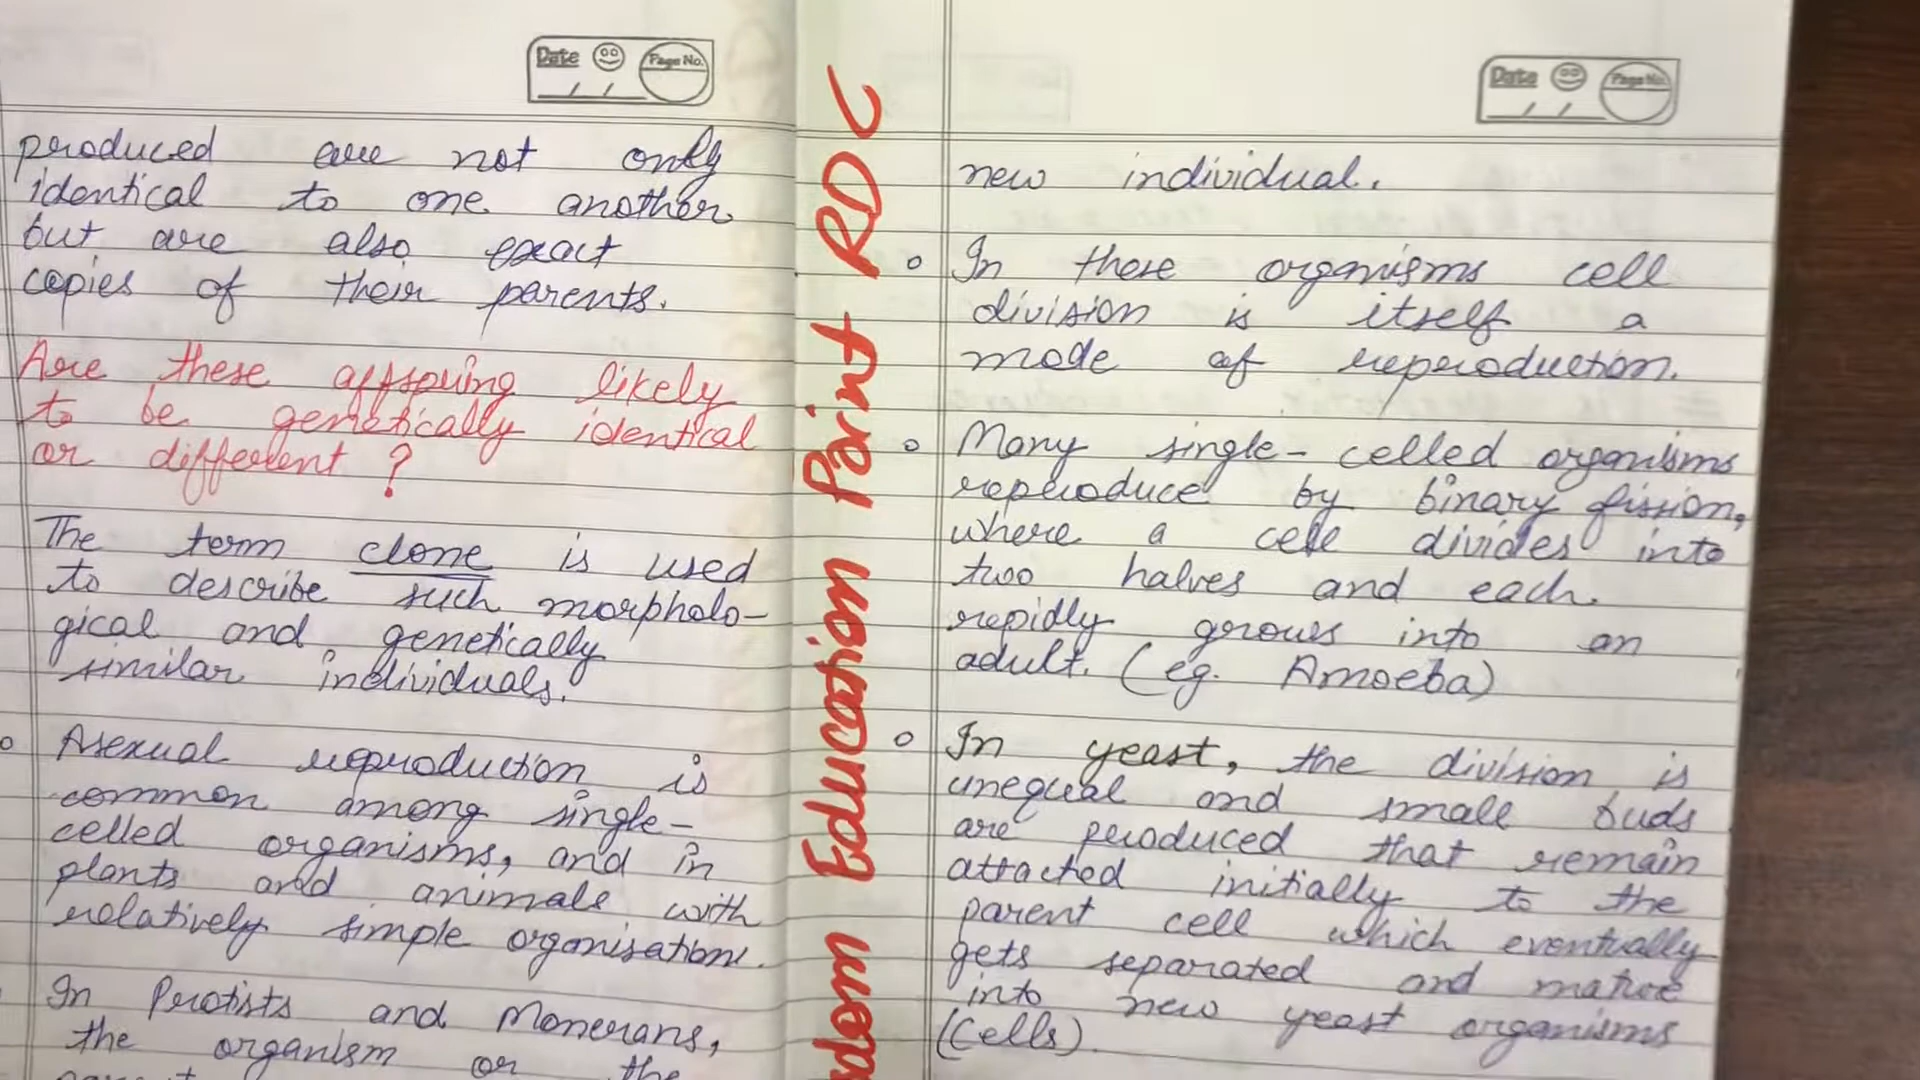 Date Page No.
produced are not only
identical to one another
but are also exact
copies of their parents.
Are these offspring likely
to be genetically identical
or different ?
The term clone is used
to describe such morpholo-
gical and genetically
similar individuals.
Asexual reproduction is
common among single-
celled organisms, and in
plants and animals with
relatively simple organisations.
In Protists and Monerans,
the organism or the
Education Point RDC
Date Page No.
new individual.
In these organisms cell
division is itself a
mode of reproduction.
Many single-celled organisms
reproduce by binary fission,
where a cell divides into
two halves and each
rapidly grows into an
adult. (eg. Amoeba)
In yeast, the division is
unequal and small buds
are produced that remain
attached initially to the
parent cell which eventually
gets separated and mature
into new yeast organisms
(Cells).